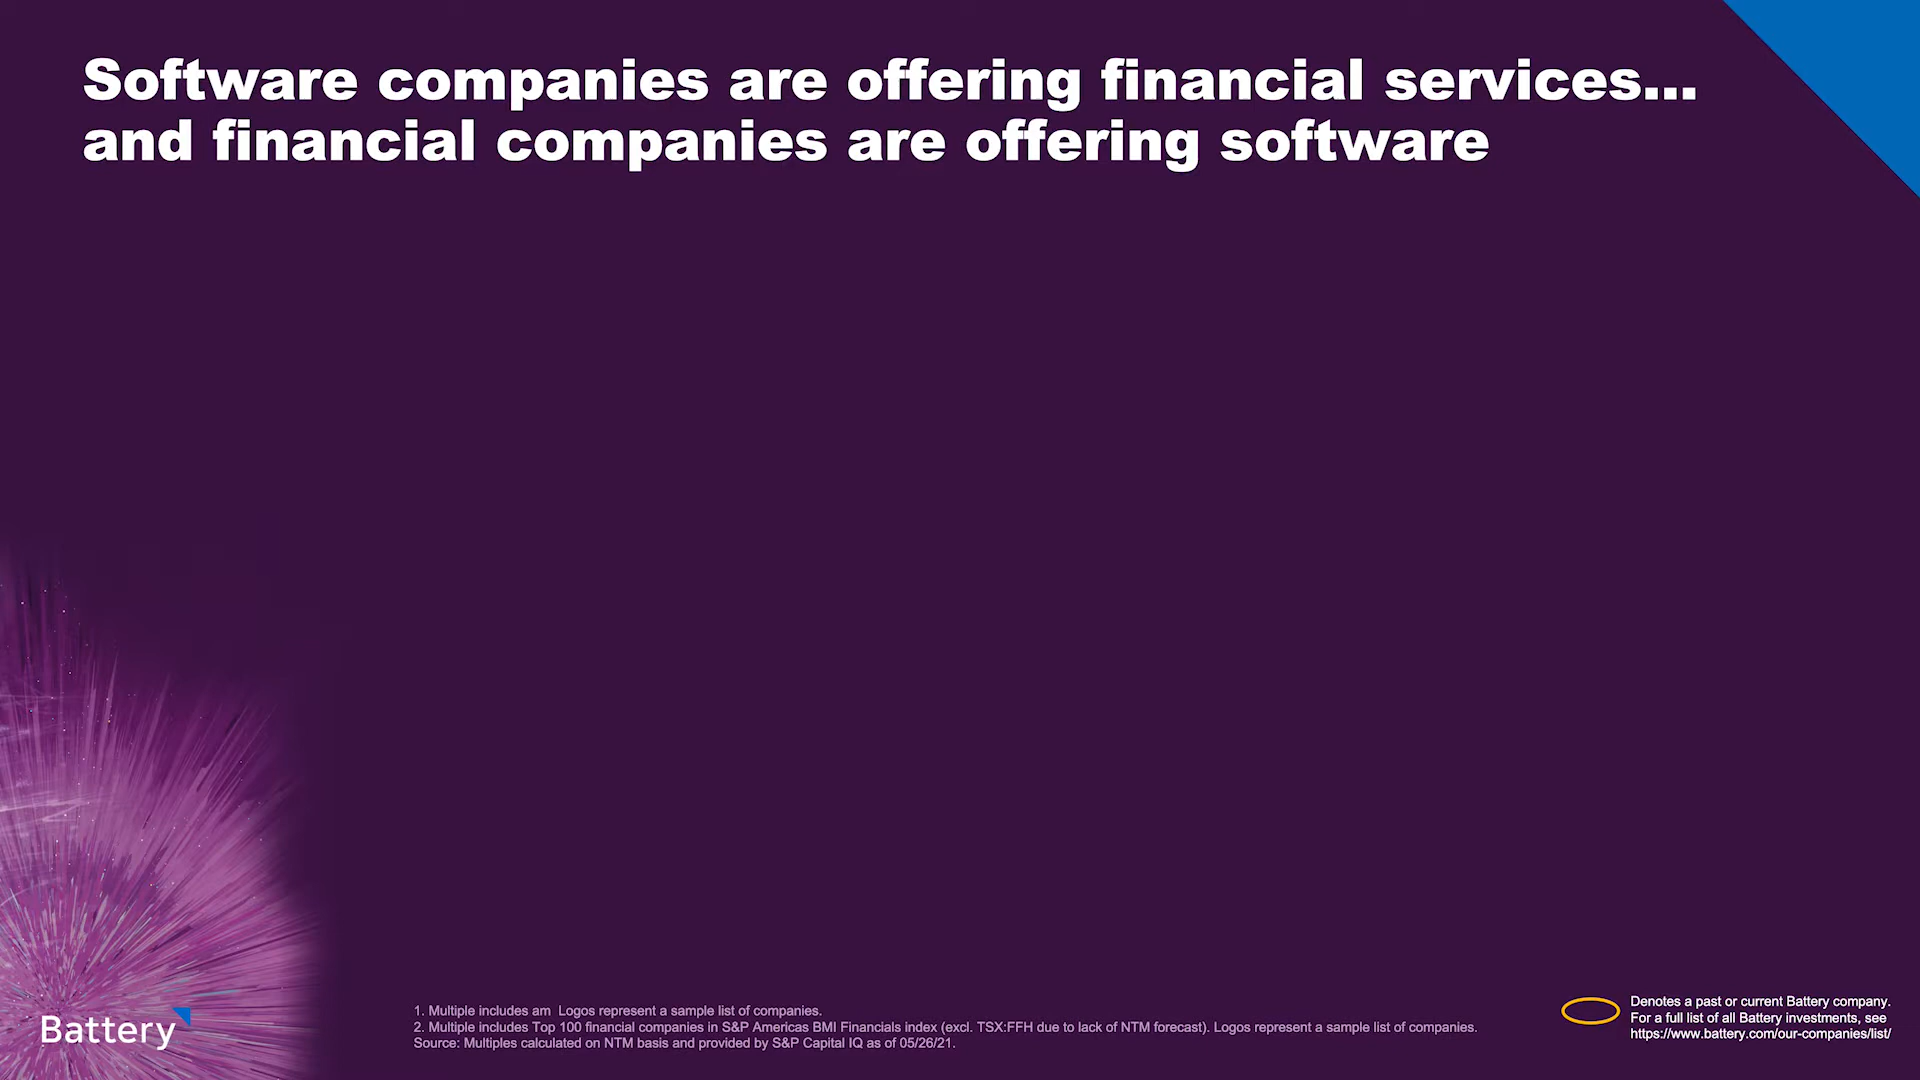 Software companies are offering financial services...
and financial companies are offering software
1. Multiple includes am  Logos represent a sample list of companies.
2. Multiple includes Top 100 financial companies in S&P Americas BMI Financials index (excl. TSX:FFH due to lack of NTM forecast). Logos represent a sample list of companies.
Source: Multiples calculated on NTM basis and provided by S&P Capital IQ as of 05/26/21.
Denotes a past or current Battery company.
For a full list of all Battery investments, see
https://www.battery.com/our-companies/list/
Battery